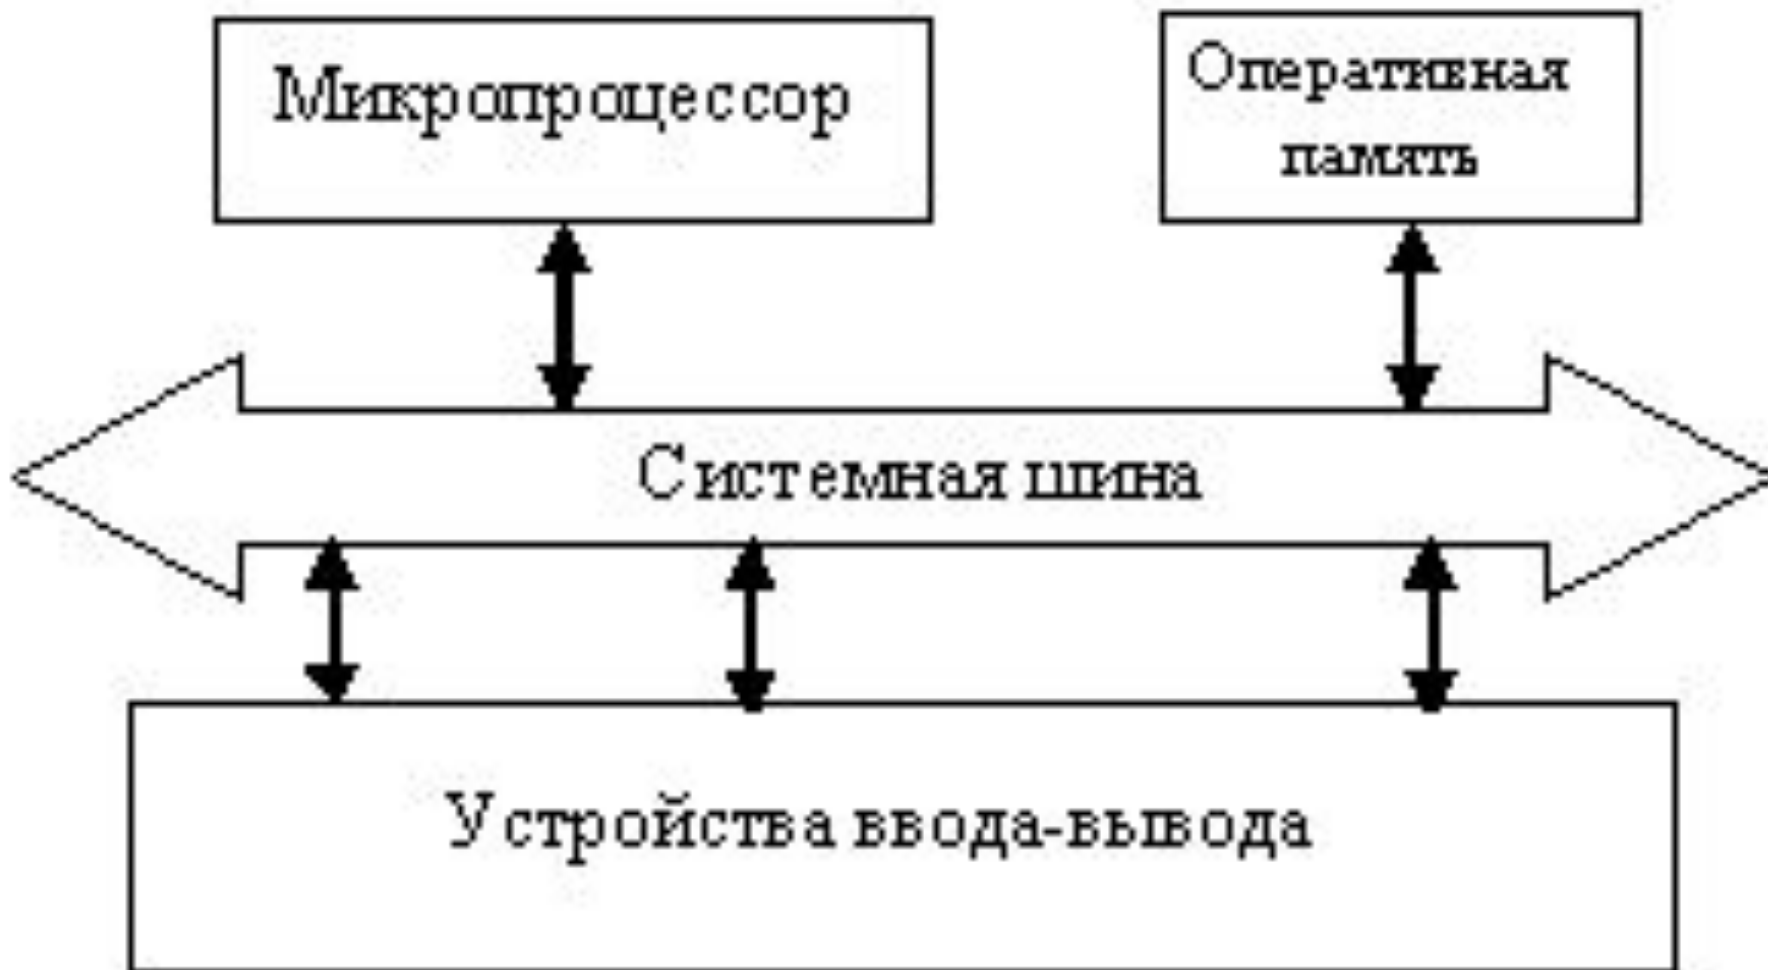 Микропроцессор
Оперативная
память
Системная шина
Устройства ввода-вывода